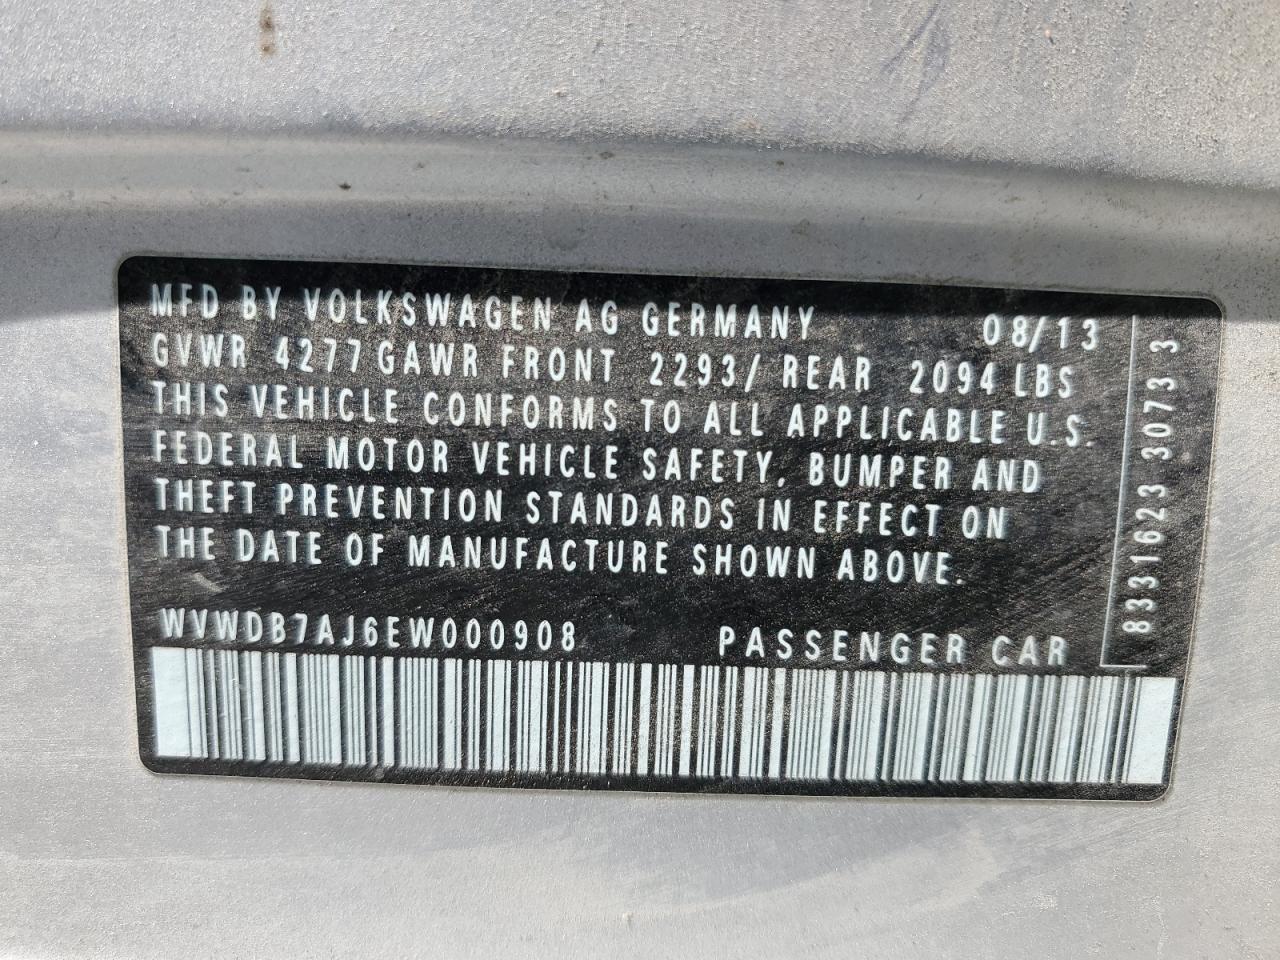 MFD BY VOLKSWAGEN AG GERMANY 08/13
GVWR 4277 GAWR FRONT 2293/ REAR 2094 LBS
THIS VEHICLE CONFORMS TO ALL APPLICABLE U.S.
FEDERAL MOTOR VEHICLE SAFETY, BUMPER AND
THEFT PREVENTION STANDARDS IN EFFECT ON
THE DATE OF MANUFACTURE SHOWN ABOVE.
WVWDB7AJ6EW000908 PASSENGER CAR
8331623 3073 3